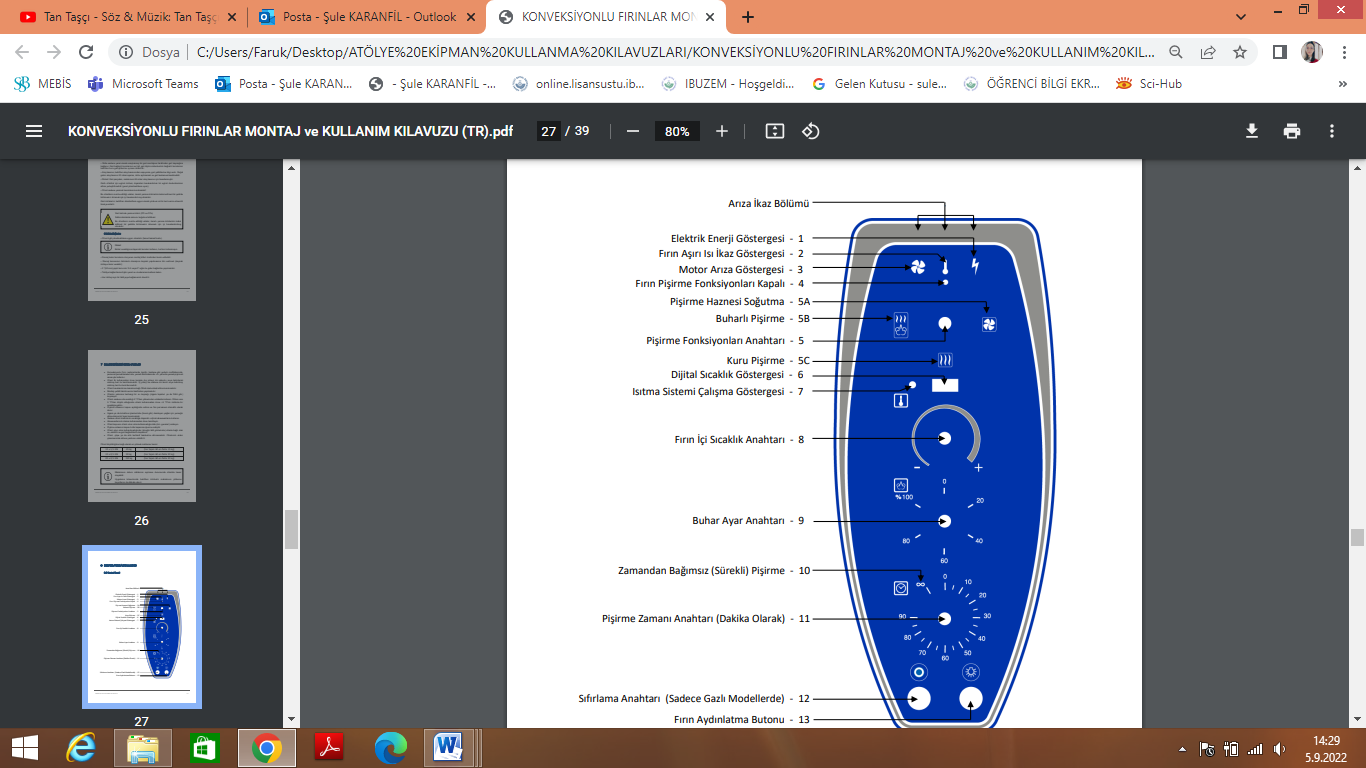 Tan Taşçı - Söz & Müzik: Tan Taşç
Posta - Şule KARANFİL - Outlook
KONVEKSİYONLU FIRINLAR MON
Dosya
C:/Users/Faruk/Desktop/ATÖLYE%20EKİPMAN%20KULLANMA%20KILAVUZLARI/KONVEKSİYONLU%20FIRINLAR%20MONTAJ%20ve%20KULLANIM%20KIL...
MEBİS
Microsoft Teams
Posta - Şule KARAN...
- Şule KARANFİL -...
online.lisansustu.ib...
IBUZEM - Hoşgeldi...
Gelen Kutusu - sule...
ÖĞRENCİ BİLGİ EKR...
Sci-Hub
»
KONVEKSİYONLU FIRINLAR MONTAJ ve KULLANIM KILAVUZU (TR).pdf
27 / 39
80%
25
26
27
Arıza İkaz Bölümü
Elektrik Enerji Göstergesi - 1
Fırın Aşırı Isı İkaz Göstergesi - 2
Motor Arıza Göstergesi - 3
Fırın Pişirme Fonksiyonları Kapalı - 4
Pişirme Haznesi Soğutma - 5A
Buharlı Pişirme - 5B
Pişirme Fonksiyonları Anahtarı - 5
Kuru Pişirme - 5C
Dijital Sıcaklık Göstergesi - 6
Isıtma Sistemi Çalışma Göstergesi - 7
Fırın İçi Sıcaklık Anahtarı - 8
- +
%100 0 20
Buhar Ayar Anahtarı - 9
80 40
60
Zamandan Bağımsız (Sürekli) Pişirme - 10
∞ 0 10
20
Pişirme Zamanı Anahtarı (Dakika Olarak) - 11
90 30
80 40
70 60 50
Sıfırlama Anahtarı (Sadece Gazlı Modellerde) - 12
Fırın Aydınlatma Butonu - 13
14:29
5.9.2022